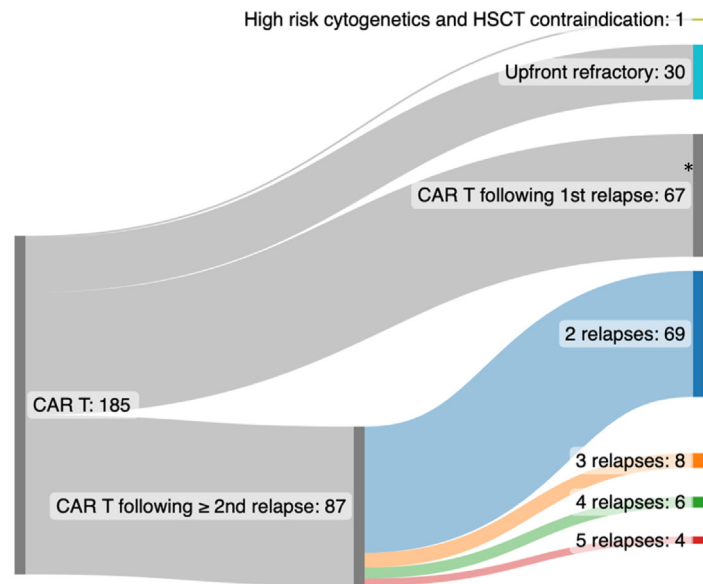 High risk cytogenetics and HSCT contraindication: 1
Upfront refractory: 30
*
CAR T following 1st relapse: 67
2 relapses: 69
CAR T: 185
3 relapses: 8
CAR T following ≥ 2nd relapse: 87
4 relapses: 6
5 relapses: 4